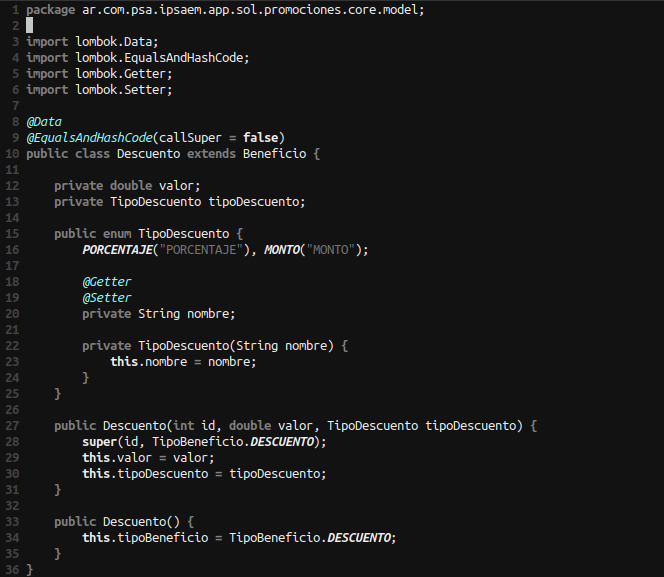 1 package ar.com.psa.ipsaem.app.sol.promociones.core.model;
2
3 import lombok.Data;
4 import lombok.EqualsAndHashCode;
5 import lombok.Getter;
6 import lombok.Setter;
7
8 @Data
9 @EqualsAndHashCode(callSuper = false)
10 public class Descuento extends Beneficio {
11
12     private double valor;
13     private TipoDescuento tipoDescuento;
14
15     public enum TipoDescuento {
16         PORCENTAJE("PORCENTAJE"), MONTO("MONTO");
17
18         @Getter
19         @Setter
20         private String nombre;
21
22         private TipoDescuento(String nombre) {
23             this.nombre = nombre;
24         }
25     }
26
27     public Descuento(int id, double valor, TipoDescuento tipoDescuento) {
28         super(id, TipoBeneficio.DESCUENTO);
29         this.valor = valor;
30         this.tipoDescuento = tipoDescuento;
31     }
32
33     public Descuento() {
34         this.tipoBeneficio = TipoBeneficio.DESCUENTO;
35     }
36 }